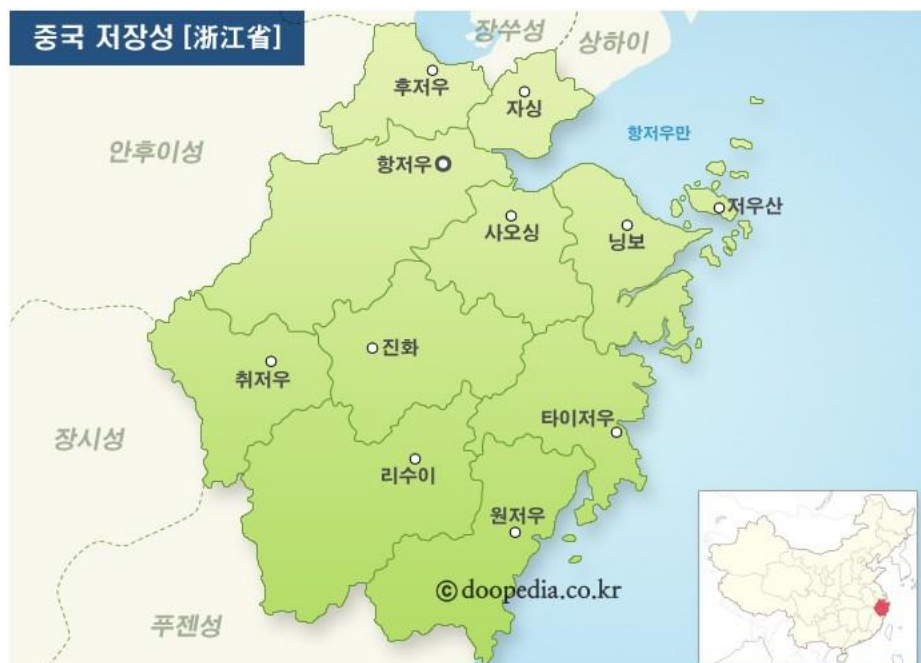 중국 저장성 [浙江省]
장쑤성
상하이
후저우
자싱
안후이성
항저우만
항저우
저우산
사오싱
닝보
진화
취저우
타이저우
장시성
리수이
원저우
ⓒdoopedia.co.kr
푸젠성